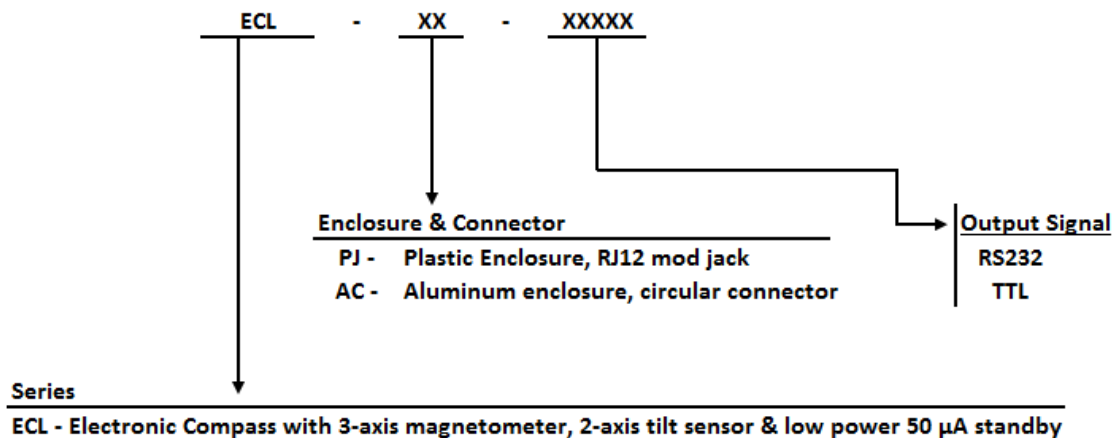 ECL - XX - XXXXX
Enclosure & Connector
PJ - Plastic Enclosure, RJ12 mod jack
AC - Aluminum enclosure, circular connector
Output Signal
RS232
TTL
Series
ECL - Electronic Compass with 3-axis magnetometer, 2-axis tilt sensor & low power 50 µA standby